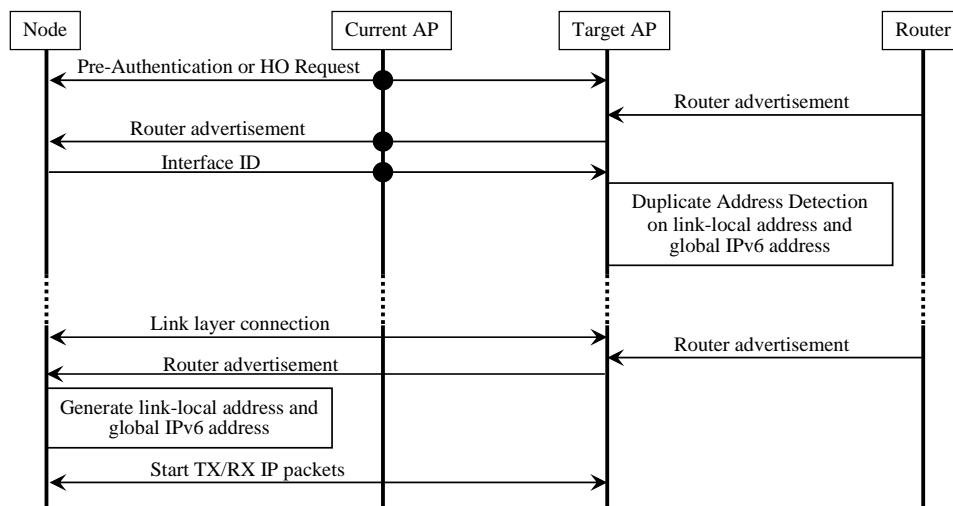 Node
Current AP
Target AP
Router
Pre-Authentication or HO Request
Router advertisement
Router advertisement
Interface ID
Duplicate Address Detection
on link-local address and
global IPv6 address
Link layer connection
Router advertisement
Router advertisement
Generate link-local address and
global IPv6 address
Start TX/RX IP packets